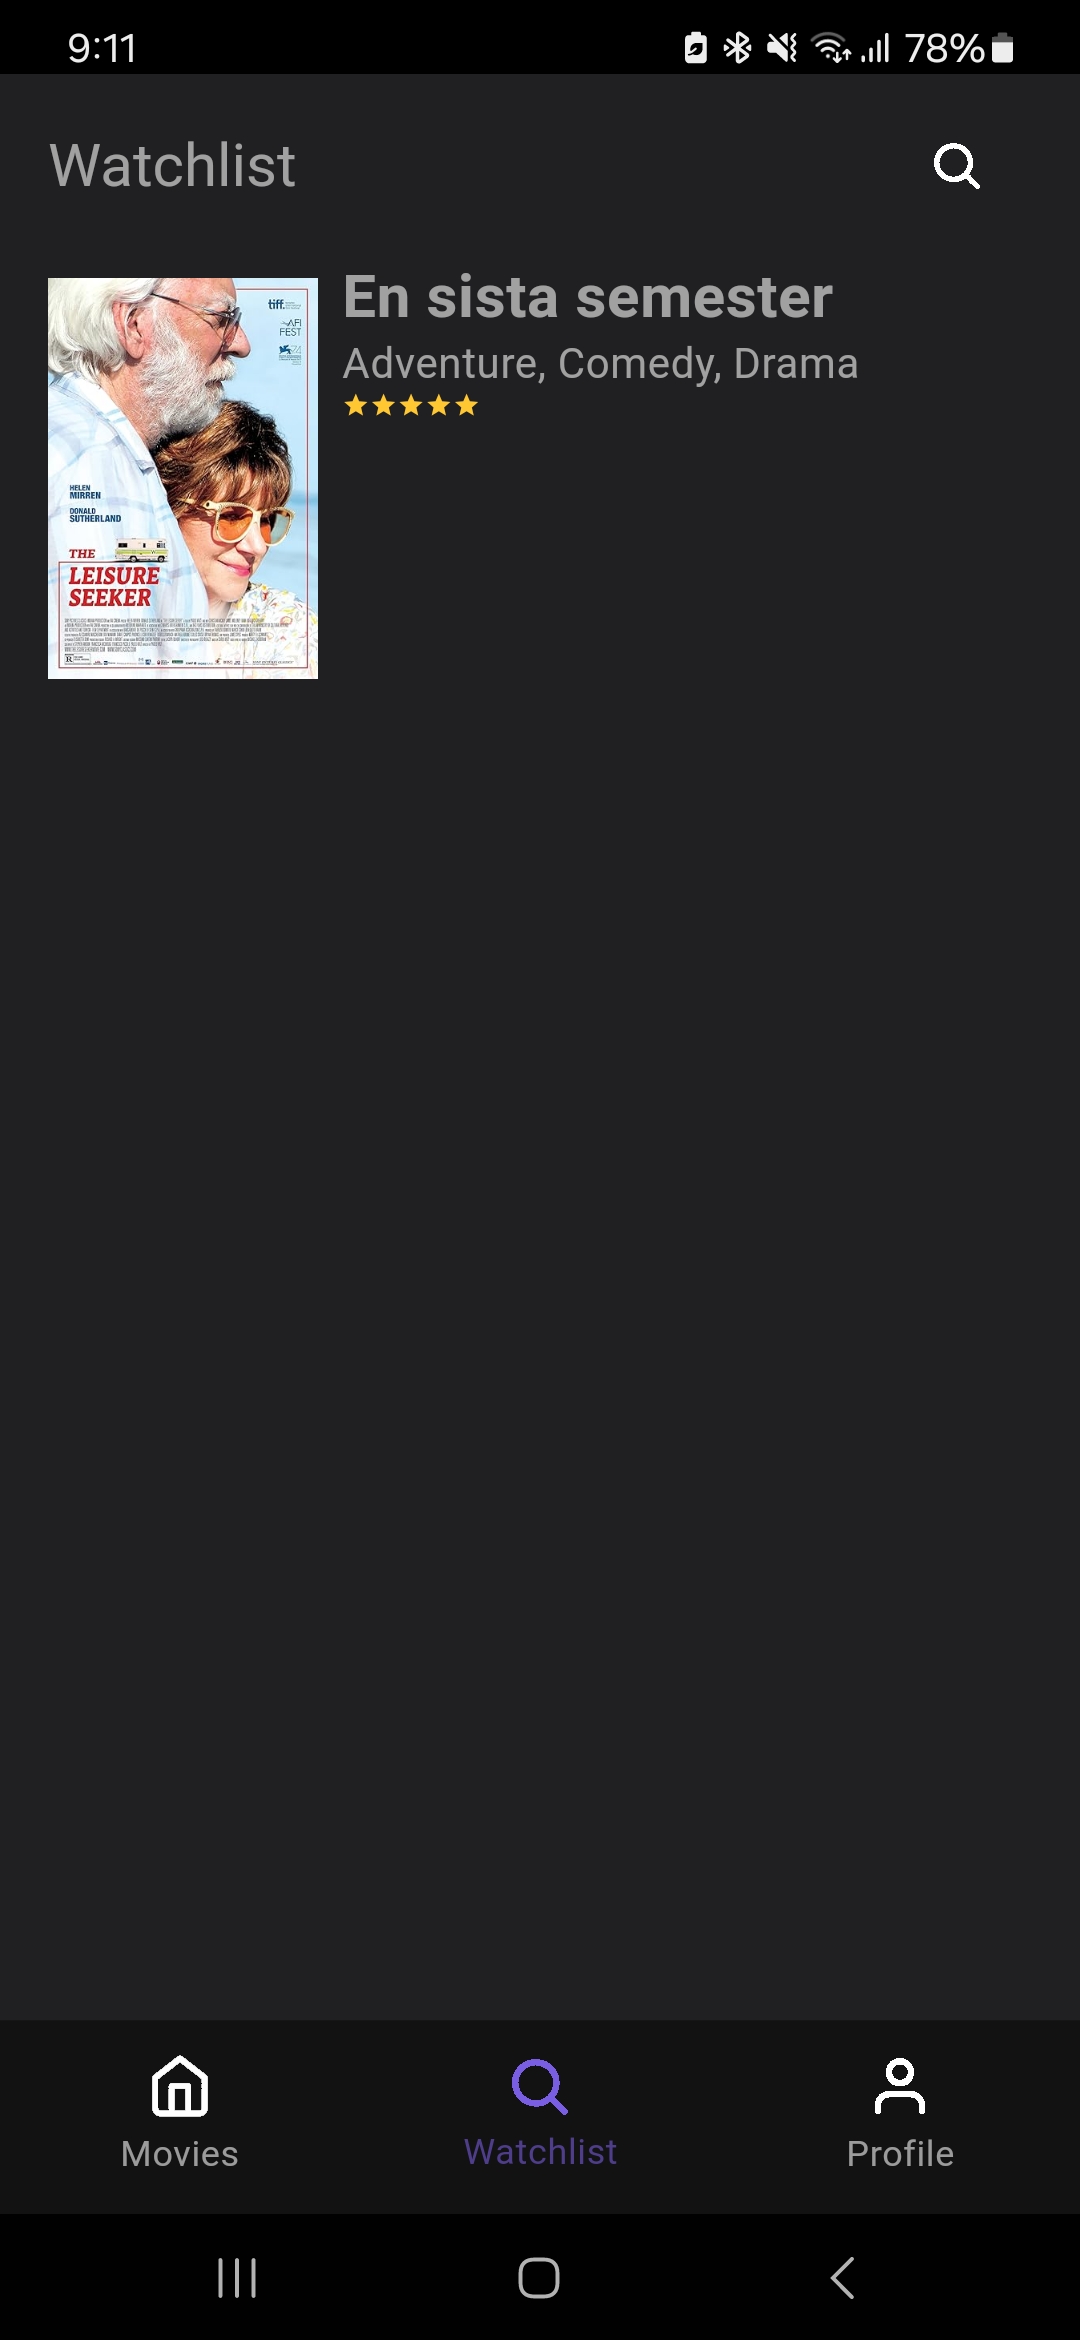 9:11
78%
Watchlist
tiff.
AFI
FEST
74
HELEN
MIRREN
DONALD
SUTHERLAND
THE
LEISURE
SEEKER
R
En sista semester
Adventure, Comedy, Drama
Movies
Watchlist
Profile